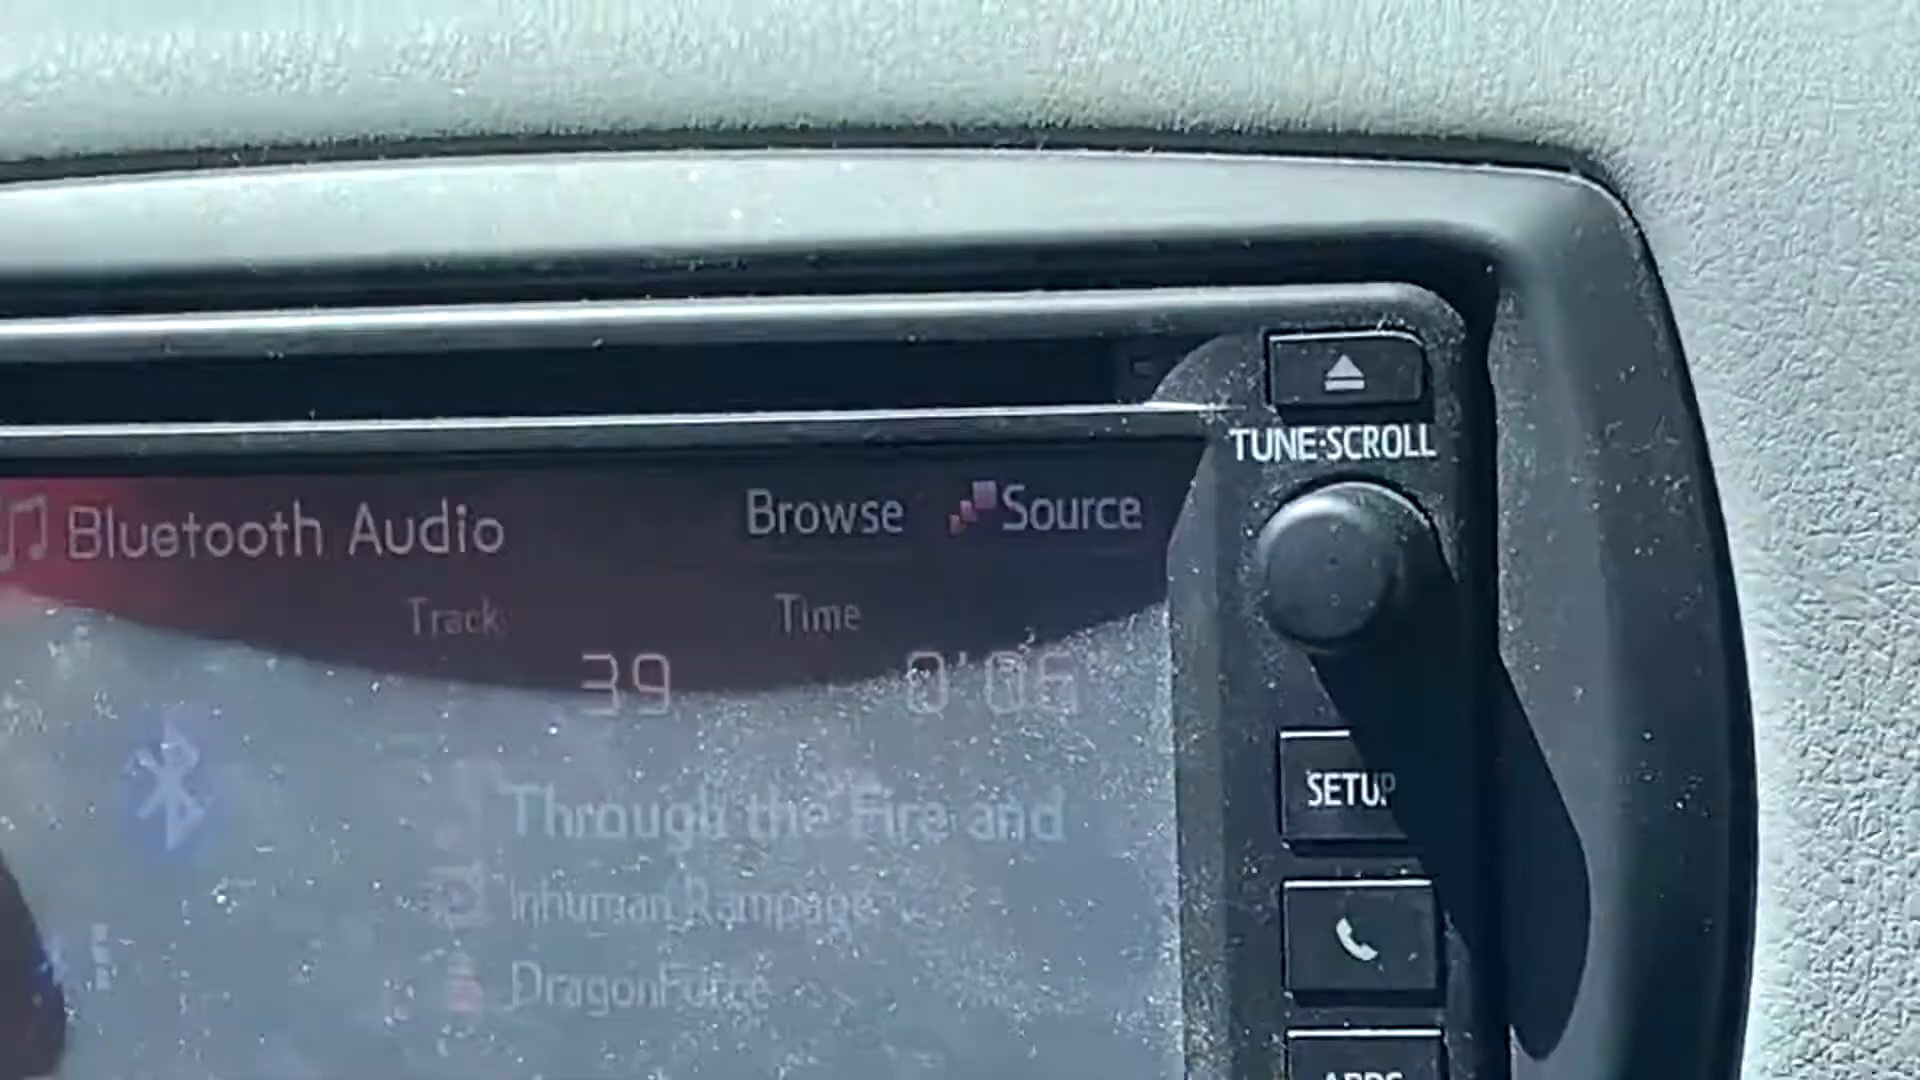 TUNE·SCROLL
Bluetooth Audio
Browse
Source
Track
Time
39
0'06
SETUP
Through the Fire and
Inhuman Rampage
DragonForce
APPS